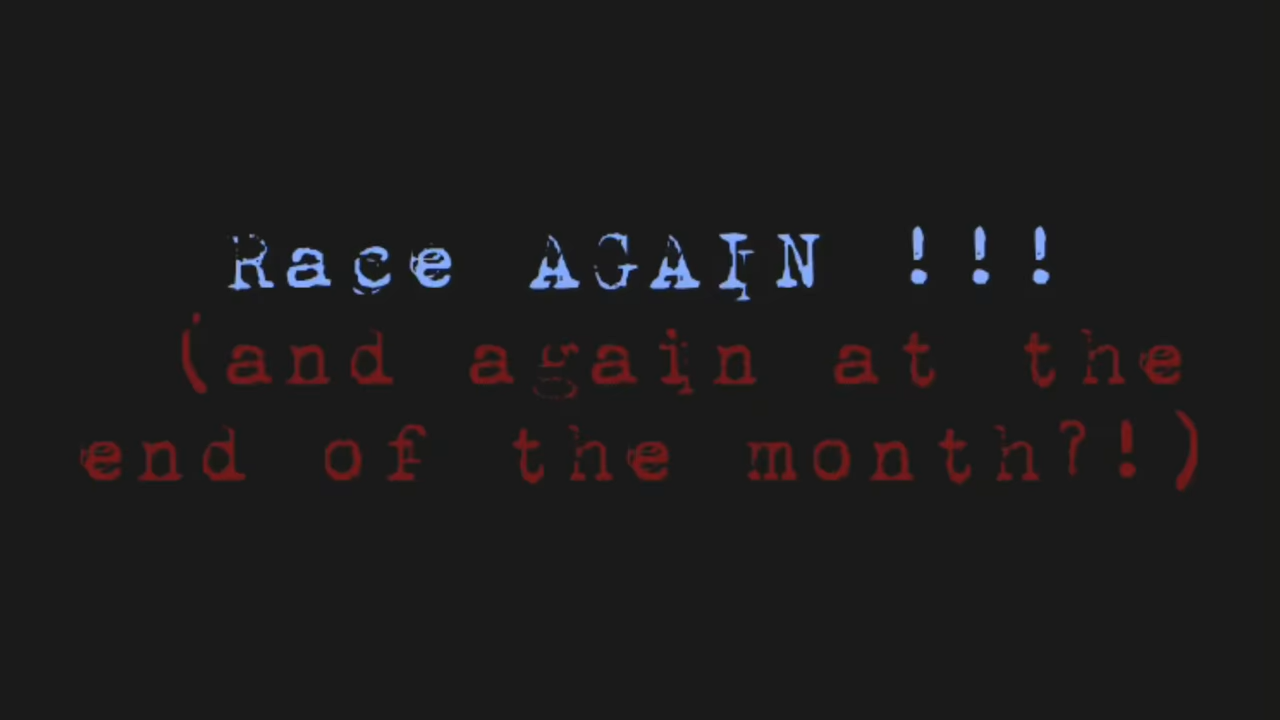 Race AGAIN !!!
(and again at the
end of the month?!)